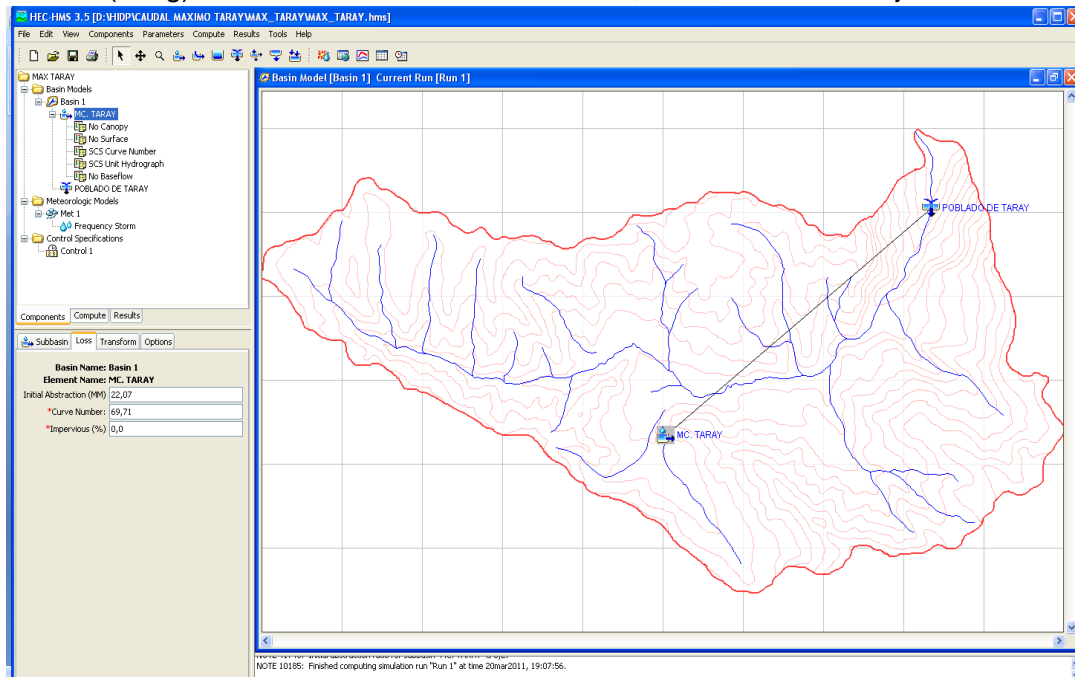 HEC-HMS 3.5 [D:\HIDP\CAUDAL MAXIMO TARAY\MAX_TARAY\MAX_TARAY.hms]
File Edit View Components Parameters Compute Results Tools Help
MAX TARAY
Basin Models
Basin 1
MC. TARAY
No Canopy
No Surface
SCS Curve Number
SCS Unit Hydrograph
No Baseflow
POBLADO DE TARAY
Meteorologic Models
Met 1
Frequency Storm
Control Specifications
Control 1
Components Compute Results
Subbasin Loss Transform Options
Basin Name: Basin 1
Element Name: MC. TARAY
Initial Abstraction (MM) 22,07
*Curve Number: 69,71
*Impervious (%) 0,0
Basin Model [Basin 1] Current Run [Run 1]
POBLADO DE TARAY
MC. TARAY
NOTE 10185: Finished computing simulation run "Run 1" at time 20mar2011, 19:07:56.